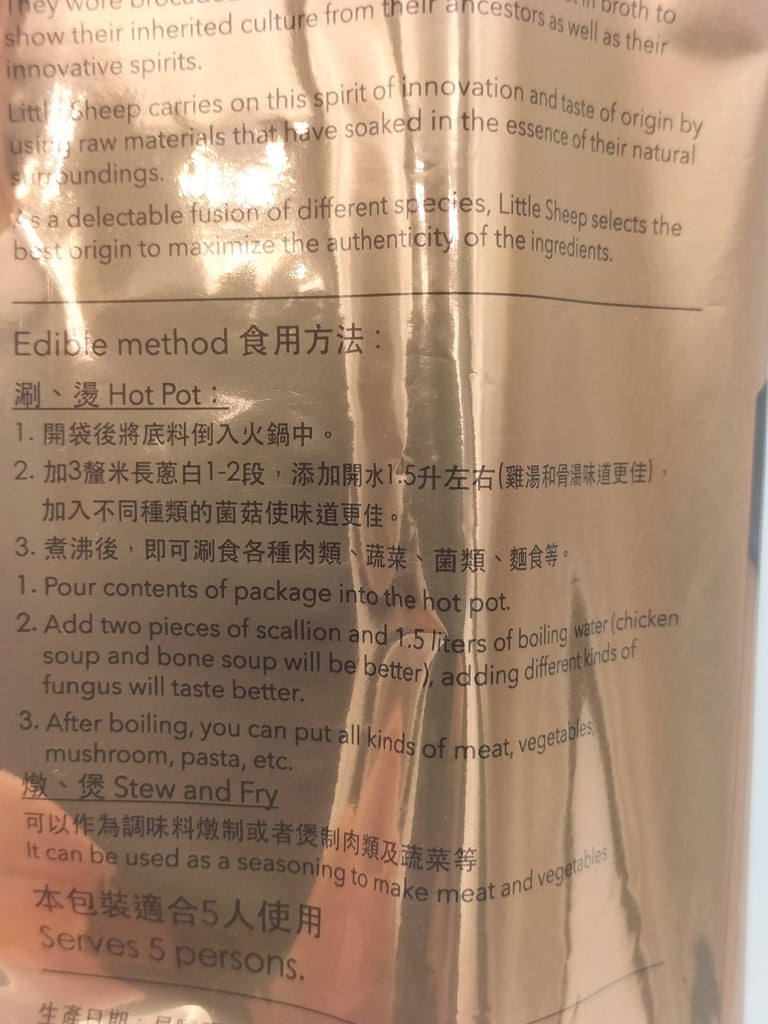 They wore broth to
show their inherited culture from their ancestors as well as their
innovative spirits.
Little Sheep carries on this spirit of innovation and taste of origin by
using raw materials that have soaked in the essence of their natural
surroundings.
As a delectable fusion of different species, Little Sheep selects the
best origin to maximize the authenticity of the ingredients.
Edible method 食用方法：
涮、燙 Hot Pot：
1. 開袋後將底料倒入火鍋中。
2. 加3釐米長蔥白1-2段，添加開水1.5升左右(雞湯和骨湯味道更佳)，
加入不同種類的菌菇使味道更佳。
3. 煮沸後，即可涮食各種肉類、蔬菜、菌類、麵食等。
1. Pour contents of package into the hot pot.
2. Add two pieces of scallion and 1.5 liters of boiling water (chicken
soup and bone soup will be better), adding different kinds of
fungus will taste better.
3. After boiling, you can put all kinds of meat, vegetables,
mushroom, pasta, etc.
燉、煲 Stew and Fry
可以作為調味料燉制或者煲制肉類及蔬菜等
It can be used as a seasoning to make meat and vegetables
本包裝適合5人使用
Serves 5 persons.
生產日期：